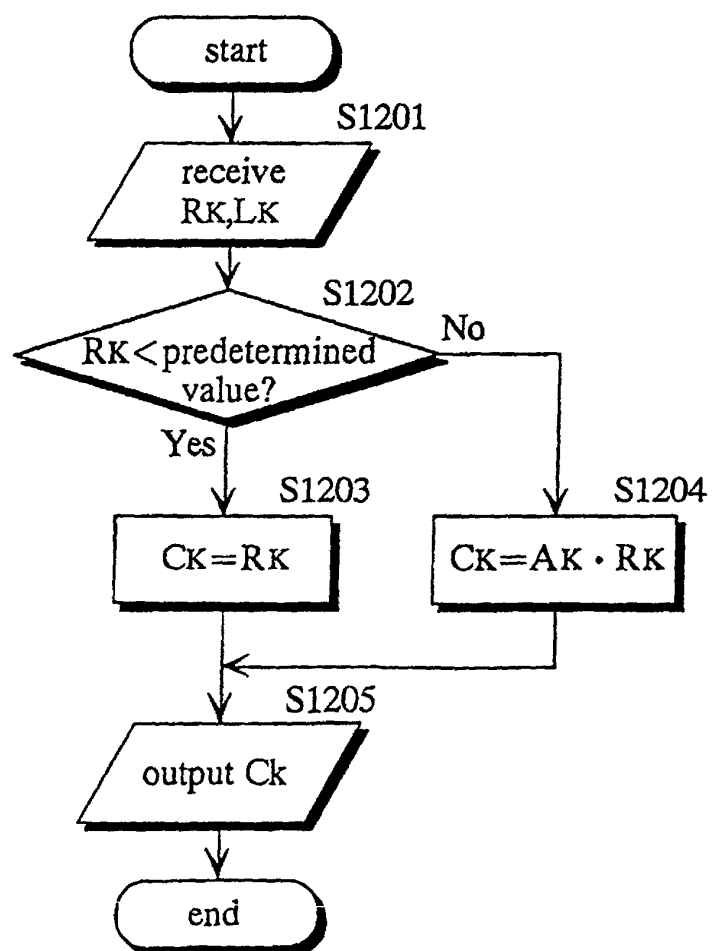 start
S1201
receive
RK,LK
S1202
RK<predetermined
value?
No
Yes
S1203
CK=RK
S1204
CK=AK · RK
S1205
output Ck
end